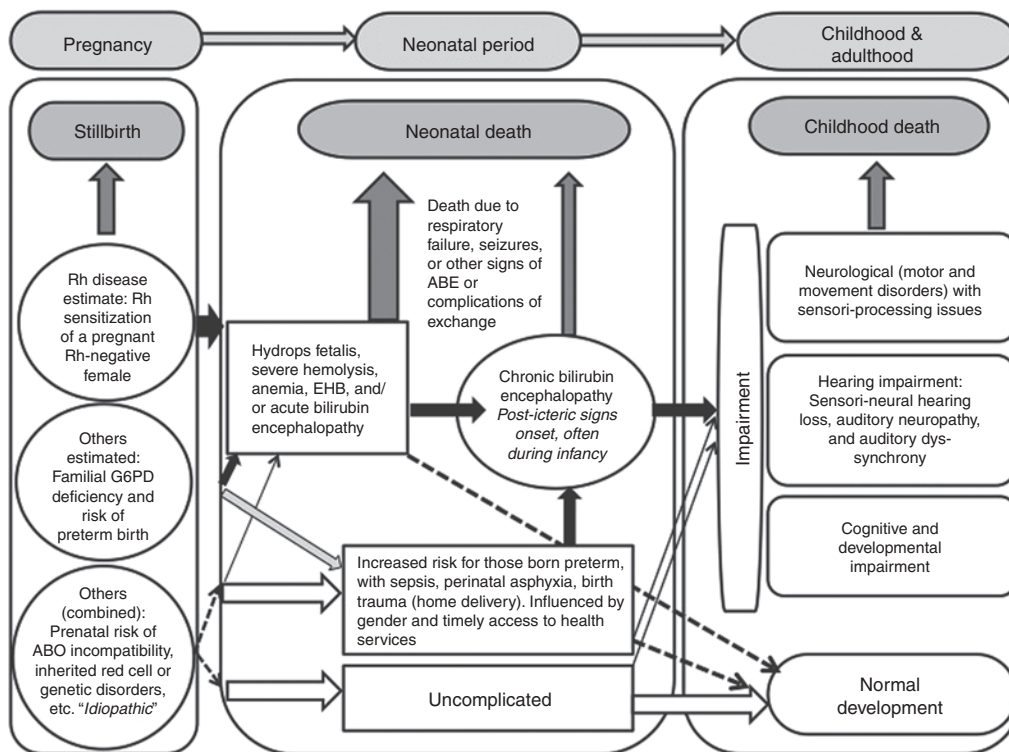 Pregnancy
Neonatal period
Childhood &
adulthood
Stillbirth
Rh disease
estimate: Rh
sensitization
of a pregnant
Rh-negative
female
Others
estimated:
Familial G6PD
deficiency and
risk of
preterm birth
Others
(combined):
Prenatal risk of
ABO incompatibility,
inherited red cell or
genetic disorders,
etc. "Idiopathic"
Neonatal death
Death due to
respiratory
failure, seizures,
or other signs of
ABE or
complications of
exchange
Hydrops fetalis,
severe hemolysis,
anemia, EHB, and/
or acute bilirubin
encephalopathy
Chronic bilirubin
encephalopathy
Post-icteric signs
onset, often
during infancy
Increased risk for those born preterm,
with sepsis, perinatal asphyxia, birth
trauma (home delivery). Influenced by
gender and timely access to health
services
Uncomplicated
Childhood death
Impairment
Neurological (motor and
movement disorders) with
sensori-processing issues
Hearing impairment:
Sensori-neural hearing
loss, auditory neuropathy,
and auditory dys-
synchrony
Cognitive and
developmental
impairment
Normal
development